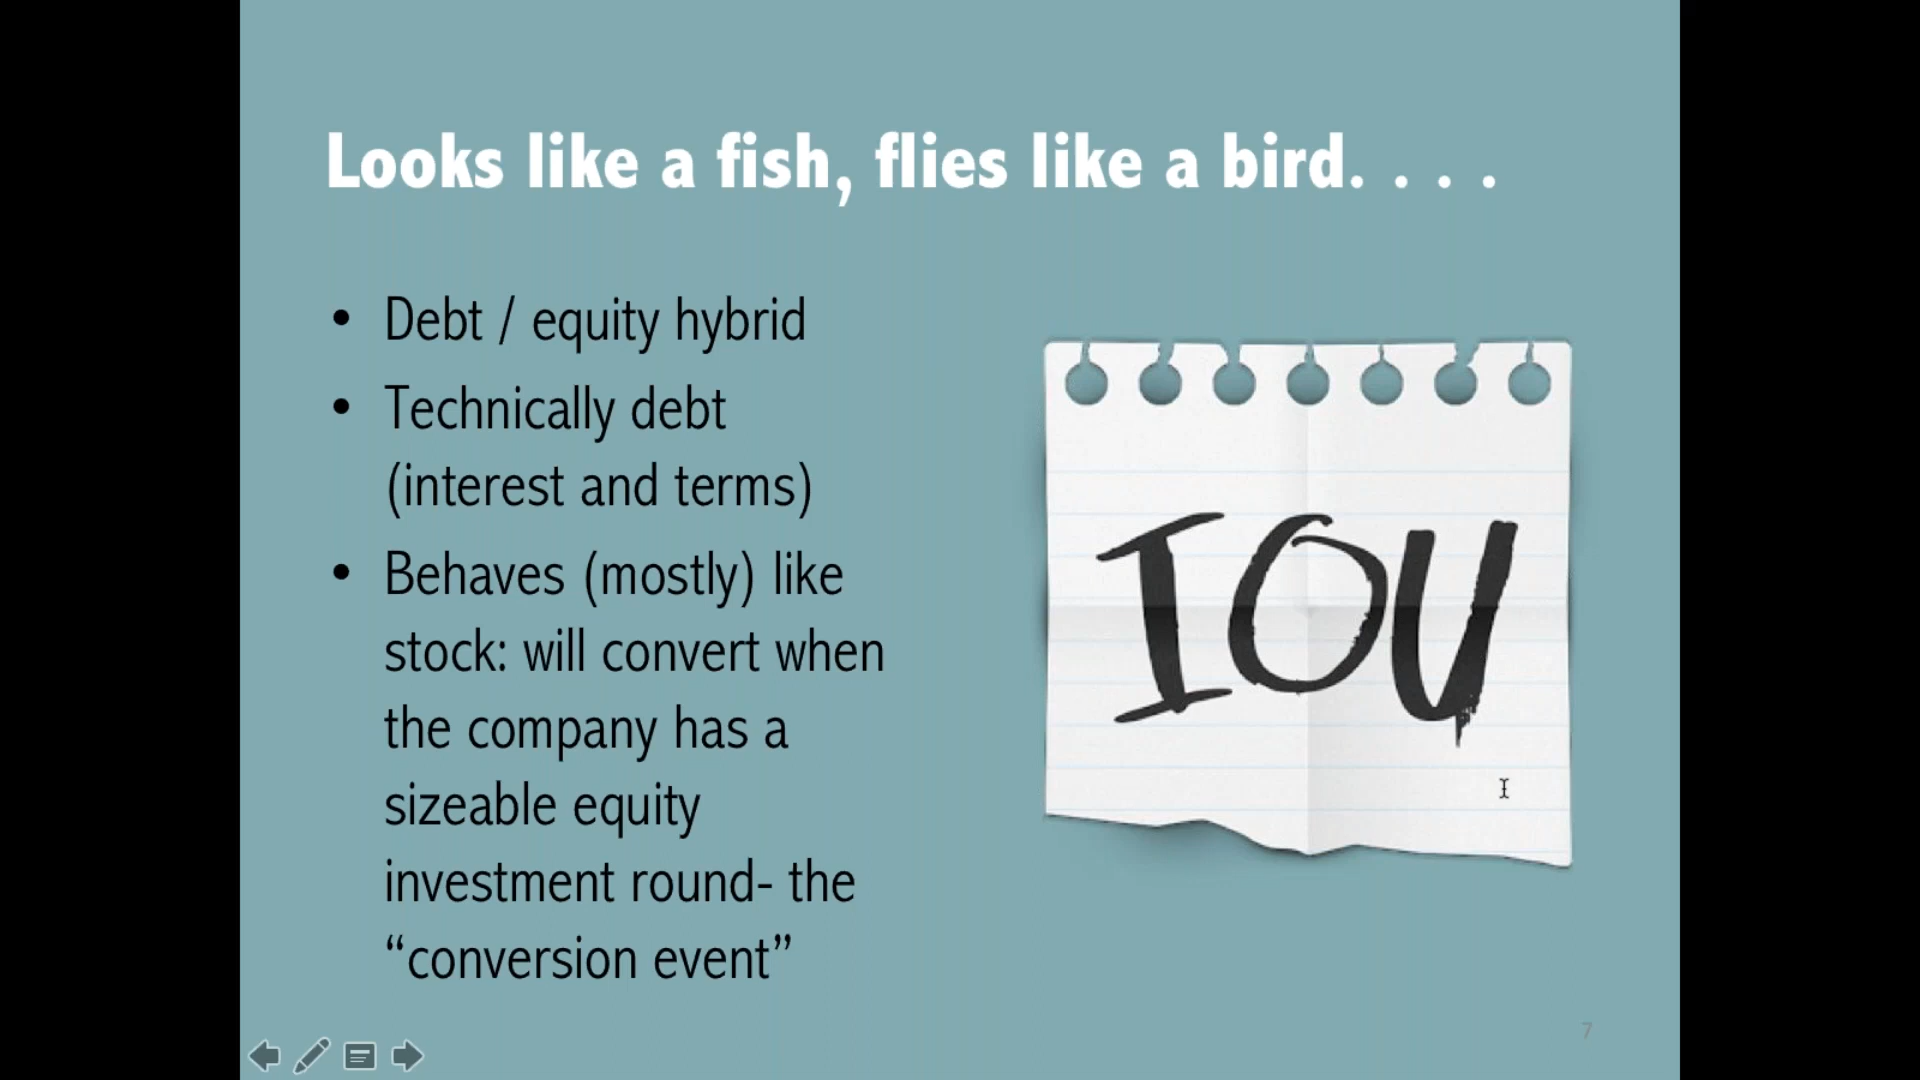 Looks like a fish, flies like a bird. . . .
• Debt / equity hybrid
• Technically debt
(interest and terms)
• Behaves (mostly) like
stock: will convert when
the company has a
sizeable equity
investment round- the
“conversion event”
IOU
7